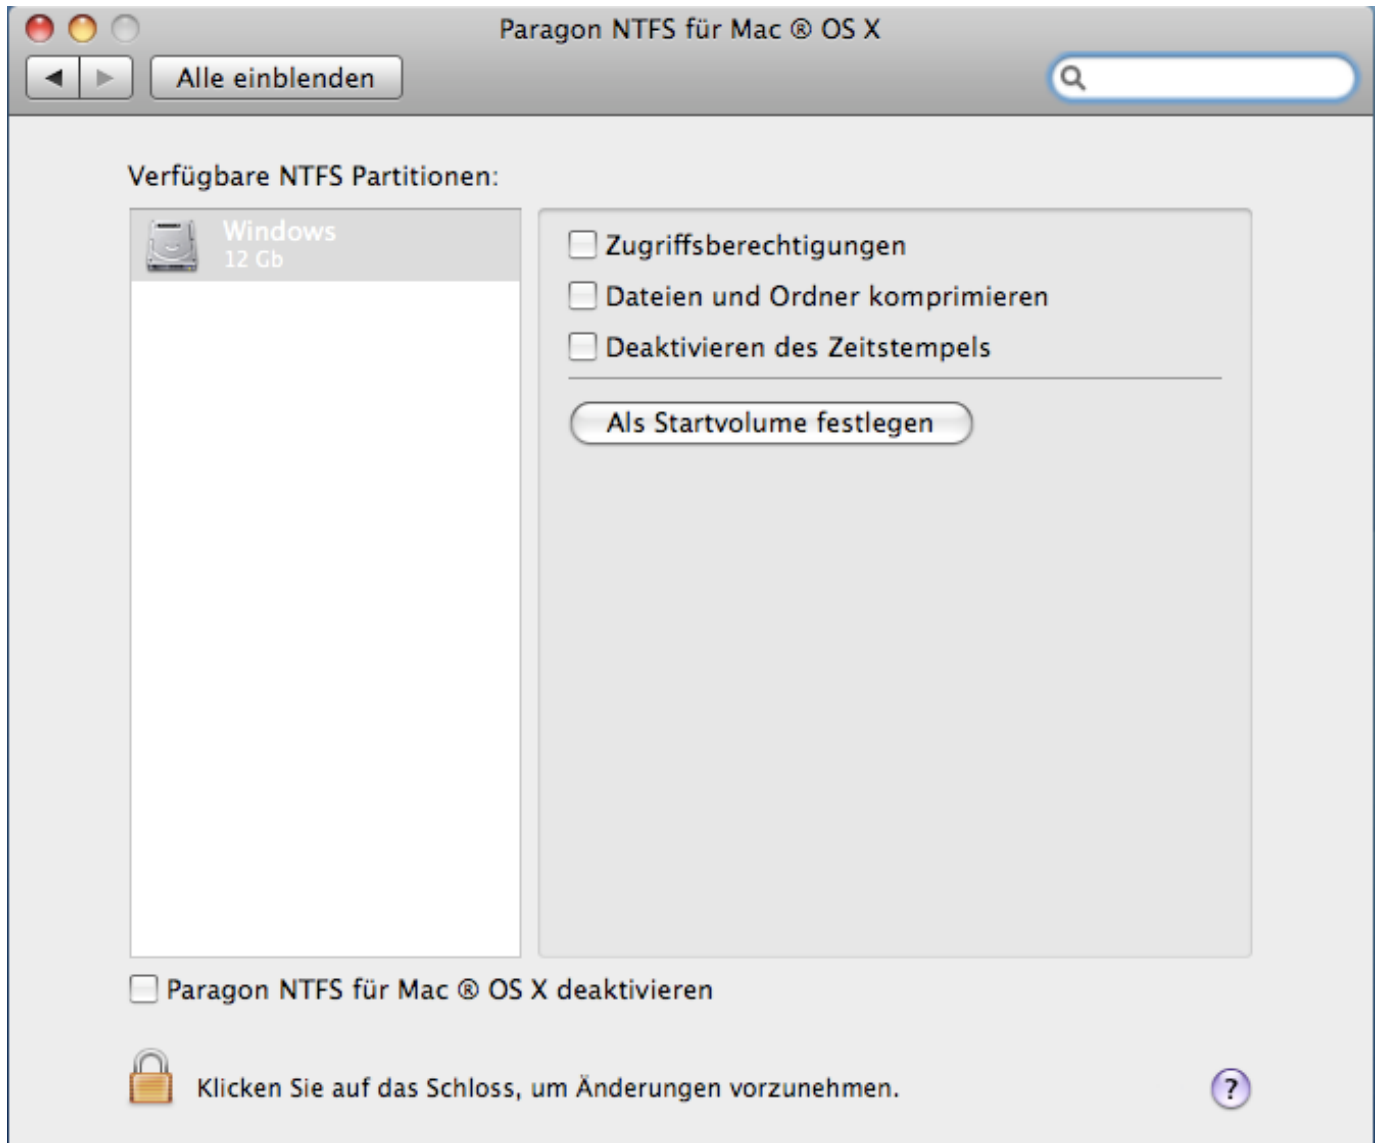 Paragon NTFS für Mac ® OS X
Alle einblenden
Verfügbare NTFS Partitionen:
Windows
12 Gb
Zugriffsberechtigungen
Dateien und Ordner komprimieren
Deaktivieren des Zeitstempels
Als Startvolume festlegen
Paragon NTFS für Mac ® OS X deaktivieren
Klicken Sie auf das Schloss, um Änderungen vorzunehmen.
?